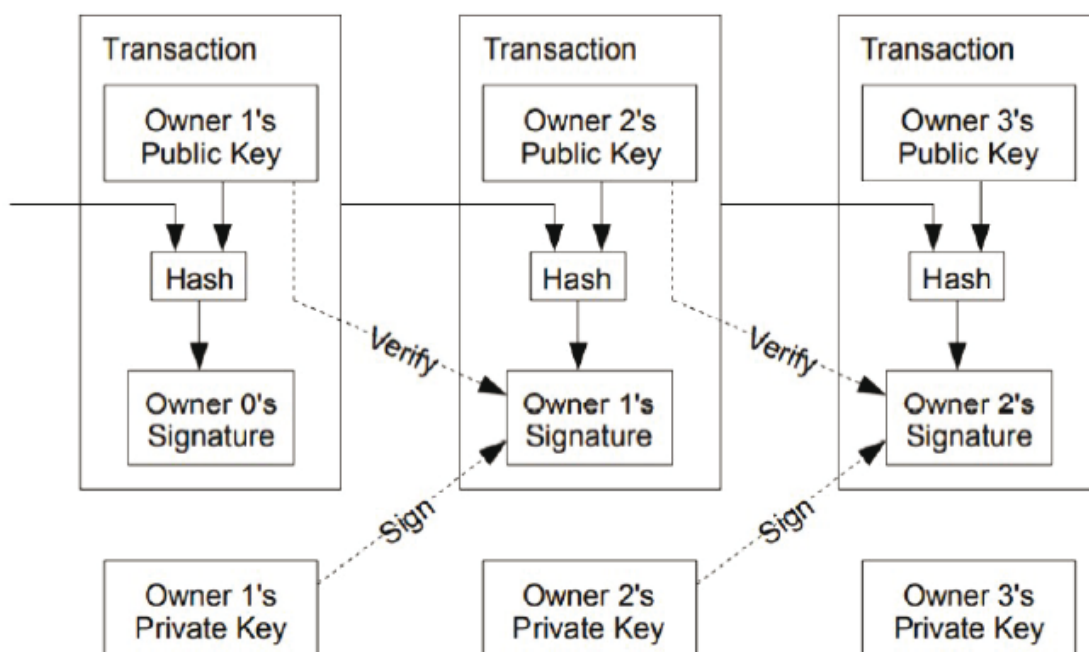 Transaction
Transaction
Transaction
Owner 1's
Public Key
Owner 2's
Public Key
Owner 3's
Public Key
Hash
Hash
Hash
Verify
Verify
Owner 0's
Signature
Owner 1's
Signature
Owner 2's
Signature
Sign
Sign
Owner 1's
Private Key
Owner 2's
Private Key
Owner 3's
Private Key